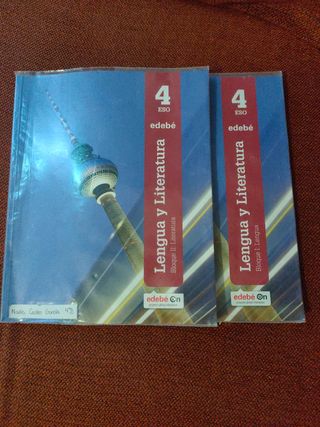 4
ESO
edebé
Lengua y Literatura
Bloque II: Literatura
edebé On
4
ESO
edebé
Lengua y Literatura
Bloque I: Lengua
edebé On